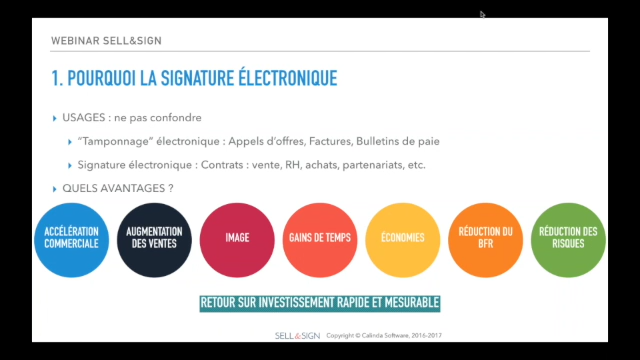 WEBINAR SELL&SIGN
1. POURQUOI LA SIGNATURE ÉLECTRONIQUE
USAGES : ne pas confondre
“Tamponnage” électronique : Appels d’offres, Factures, Bulletins de paie
Signature électronique : Contrats : vente, RH, achats, partenariats, etc.
QUELS AVANTAGES ?
ACCÉLÉRATION
COMMERCIALE
AUGMENTATION
DES VENTES
IMAGE
GAINS DE TEMPS
ÉCONOMIES
RÉDUCTION DU
BFR
RÉDUCTION DES
RISQUES
RETOUR SUR INVESTISSEMENT RAPIDE ET MESURABLE
SELL&SIGN Copyright © Calinda Software, 2016-2017